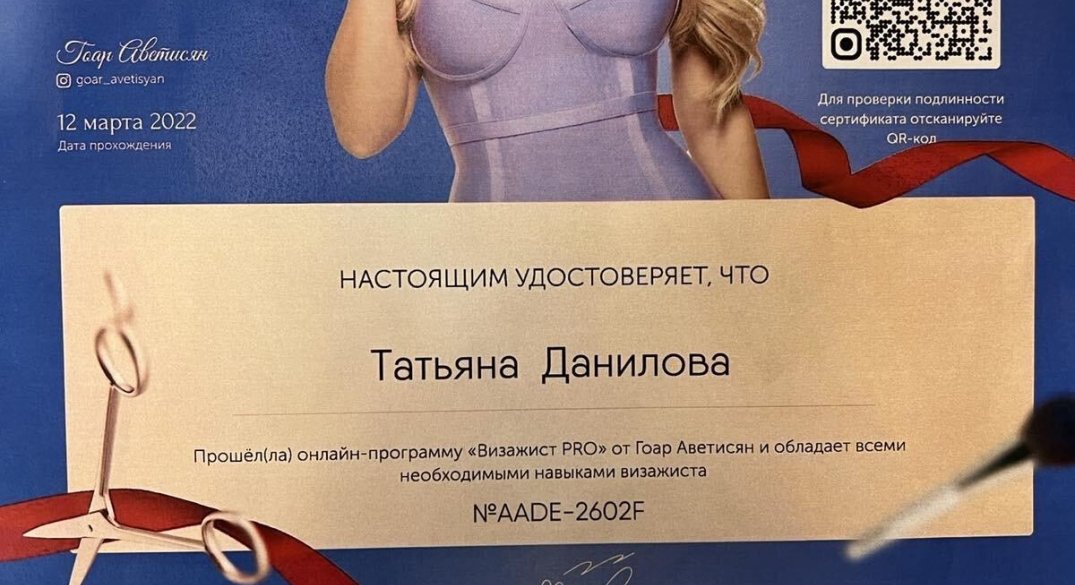 Гоар Аветисян
goar_avetisyan
12 марта 2022
Дата прохождения
Для проверки подлинности
сертификата отсканируйте
QR-код
НАСТОЯЩИМ УДОСТОВЕРЯЕТ, ЧТО
Татьяна Данилова
Прошёл(ла) онлайн-программу «Визажист PRO» от Гоар Аветисян и обладает всеми
необходимыми навыками визажиста
№AADE-2602F